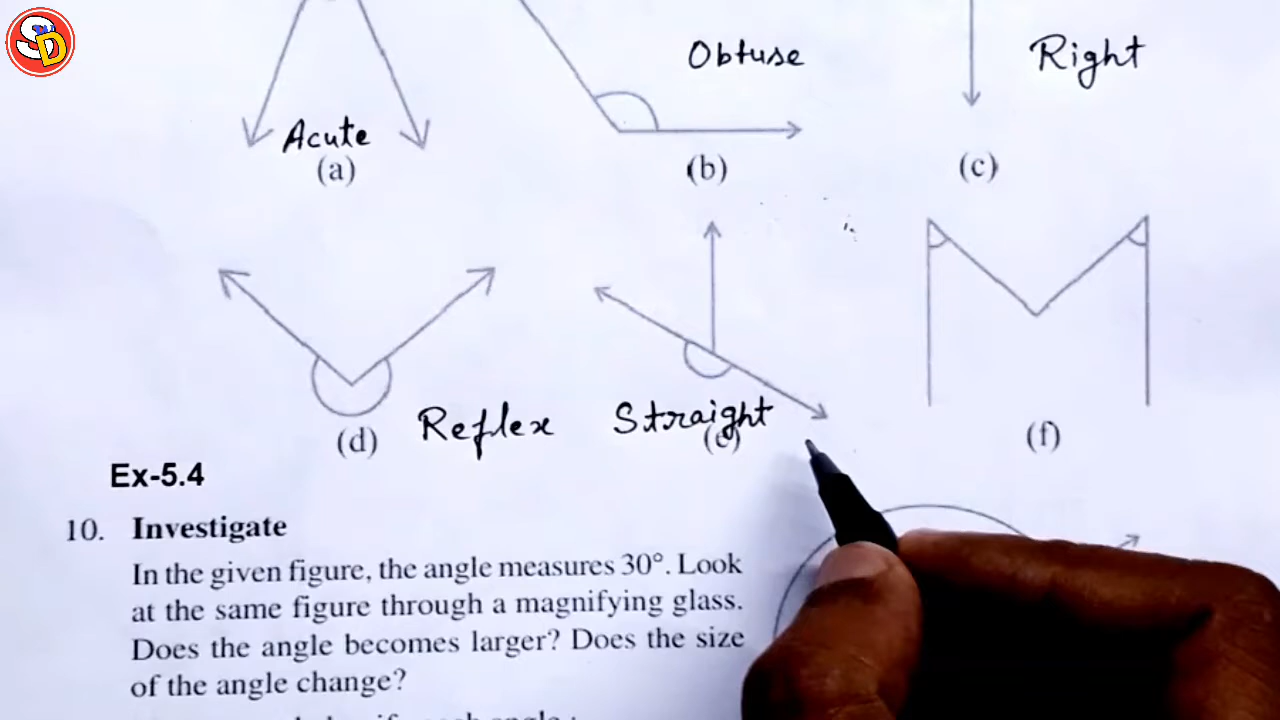 SD
Obtuse
Right
Acute
(a)
(b)
(c)
Reflex
Straight
(d)
(e)
(f)
Ex-5.4
10. Investigate
In the given figure, the angle measures 30°. Look
at the same figure through a magnifying glass.
Does the angle becomes larger? Does the size
of the angle change?